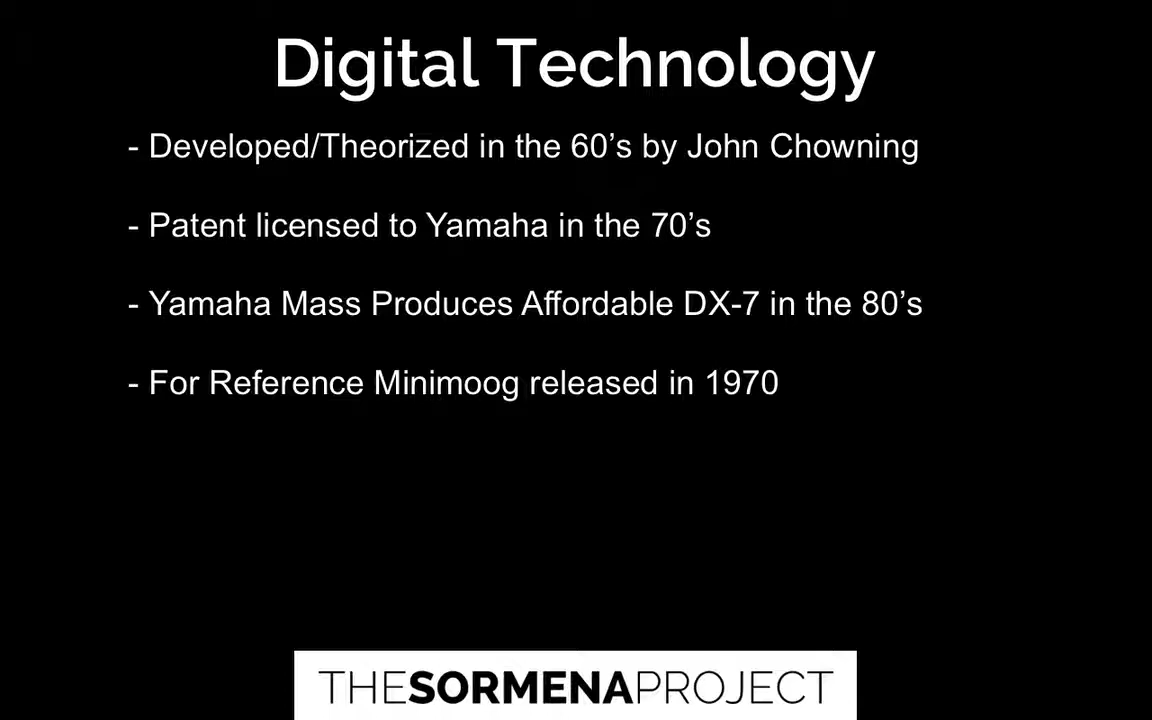 Digital Technology
- Developed/Theorized in the 60’s by John Chowning
- Patent licensed to Yamaha in the 70’s
- Yamaha Mass Produces Affordable DX-7 in the 80’s
- For Reference Minimoog released in 1970
THESORMENAPROJECT